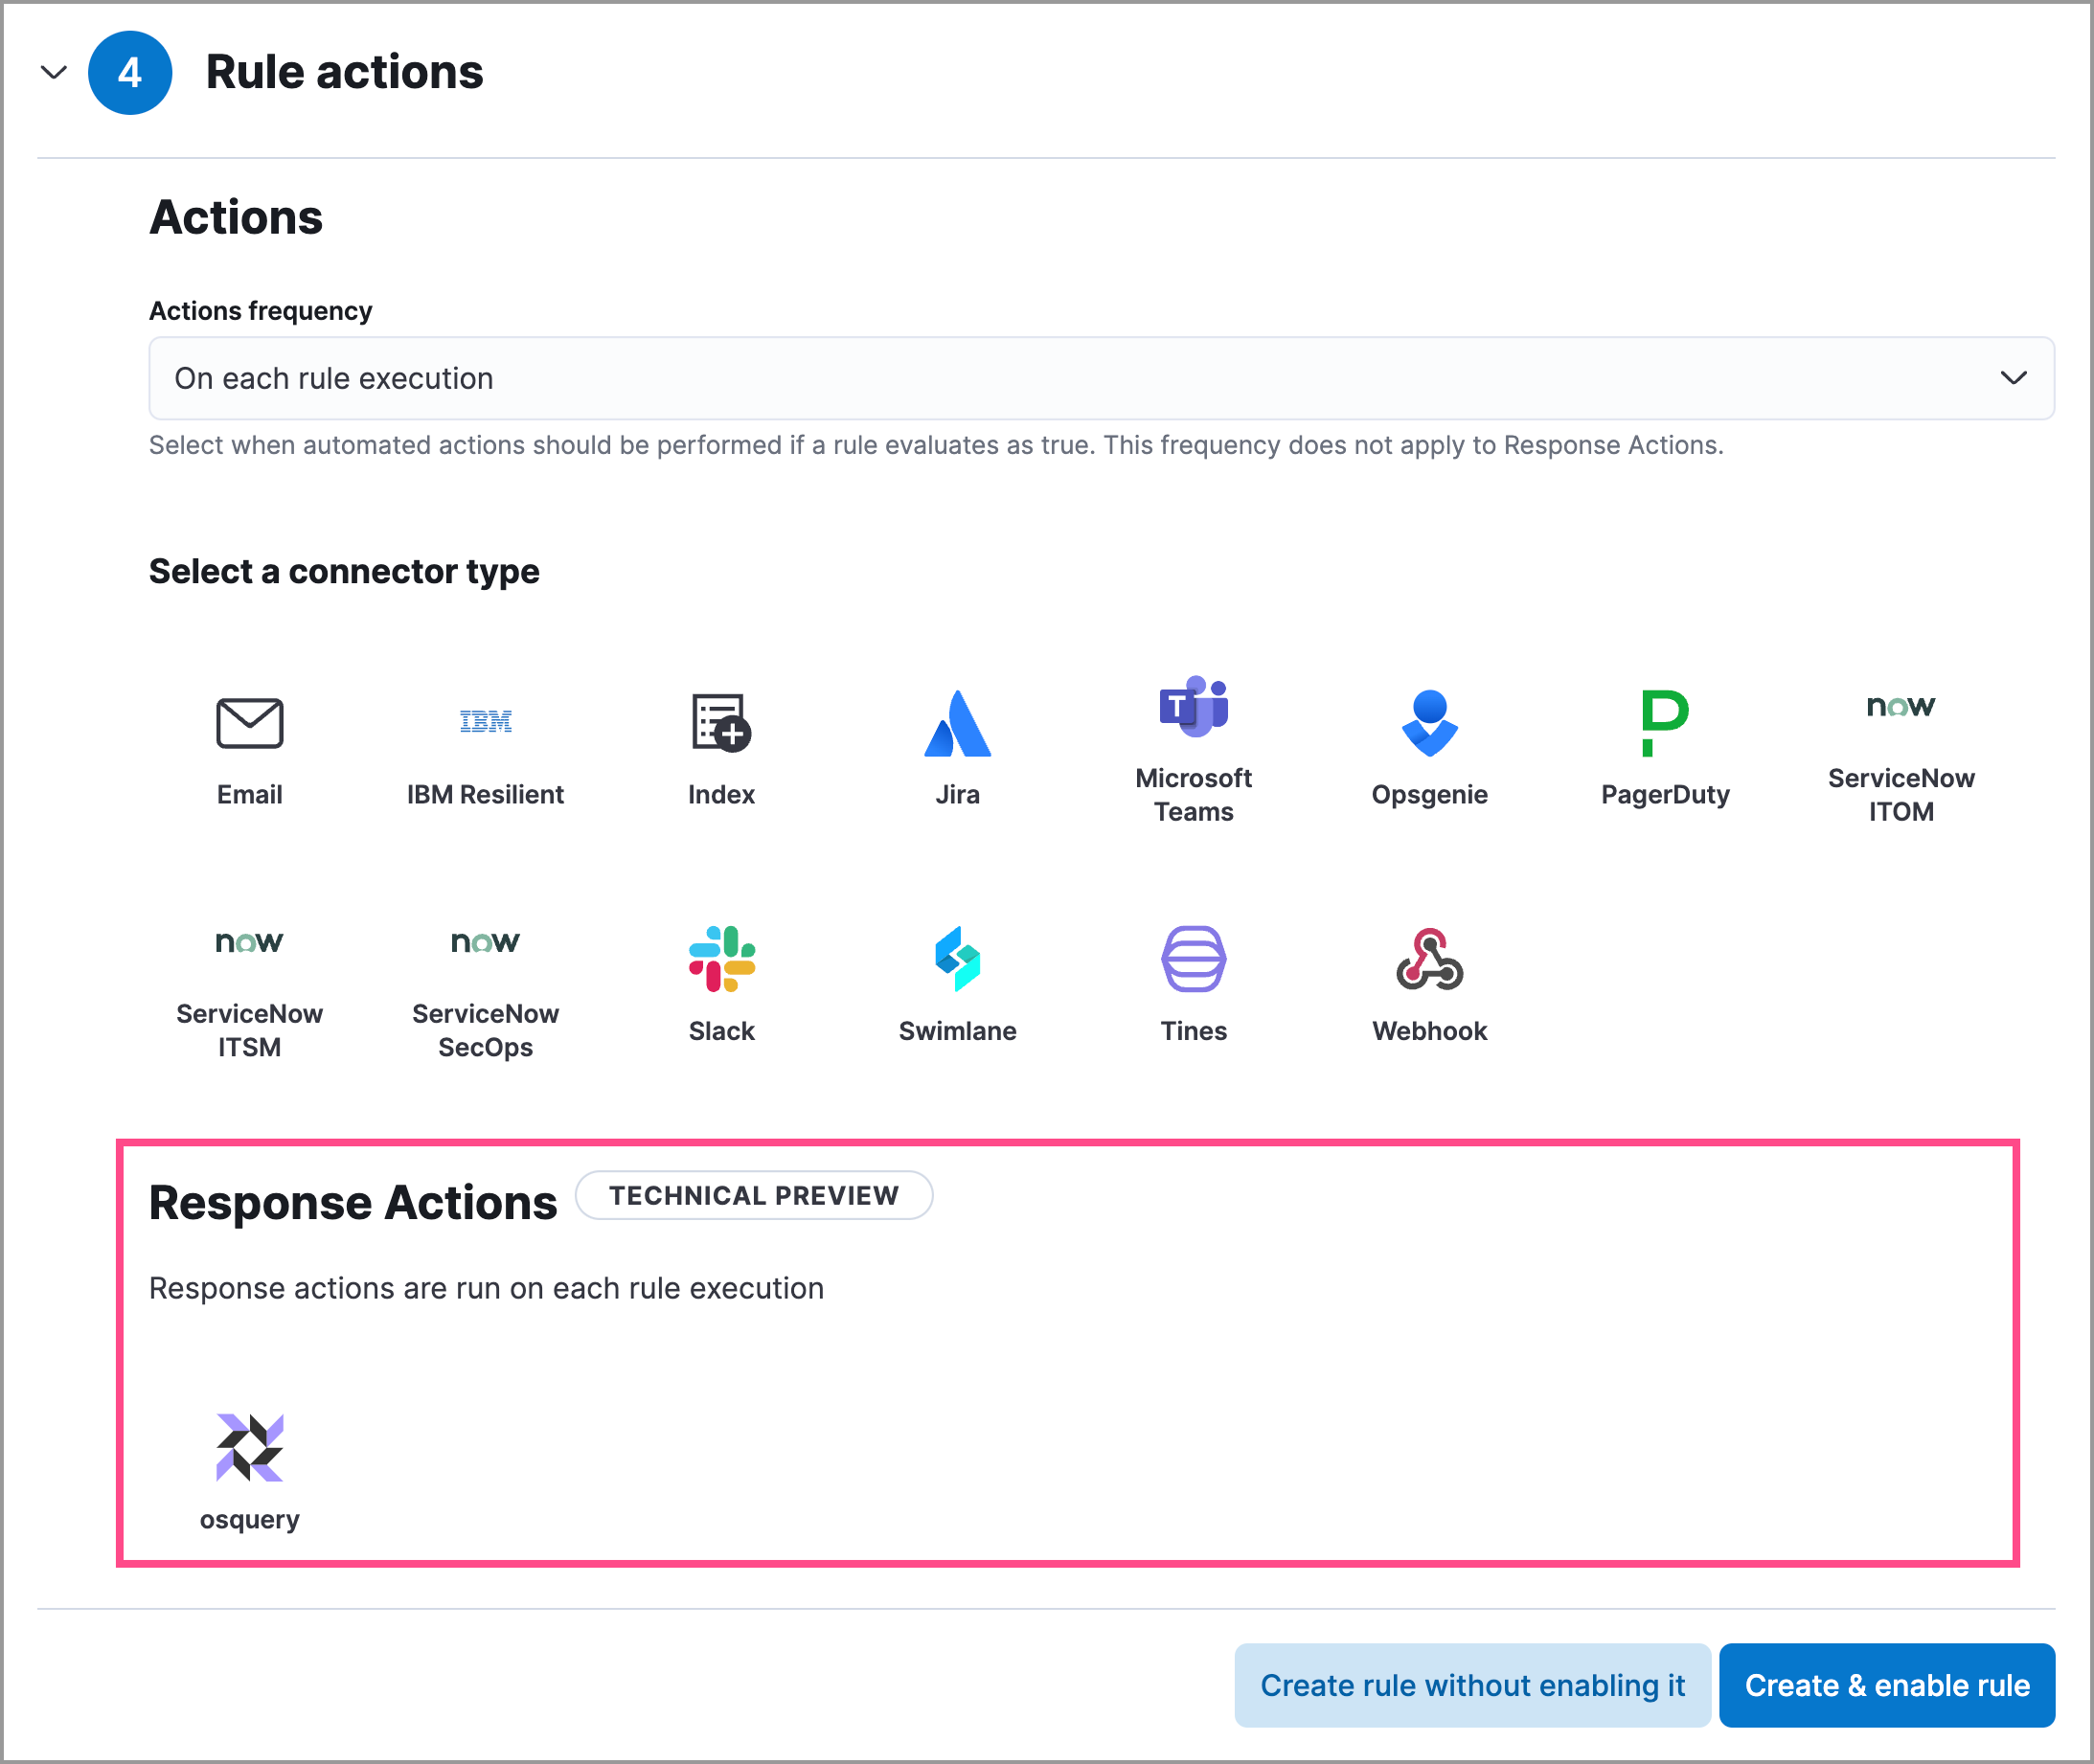 4 Rule actions
Actions
Actions frequency
On each rule execution
Select when automated actions should be performed if a rule evaluates as true. This frequency does not apply to Response Actions.
Select a connector type
IBM
T
now
Email
IBM Resilient
Index
Jira
Microsoft
Teams
Opsgenie
PagerDuty
ServiceNow
ITOM
now
now
ServiceNow
ITSM
ServiceNow
SecOps
Slack
Swimlane
Tines
Webhook
Response Actions TECHNICAL PREVIEW
Response actions are run on each rule execution
osquery
Create rule without enabling it
Create & enable rule